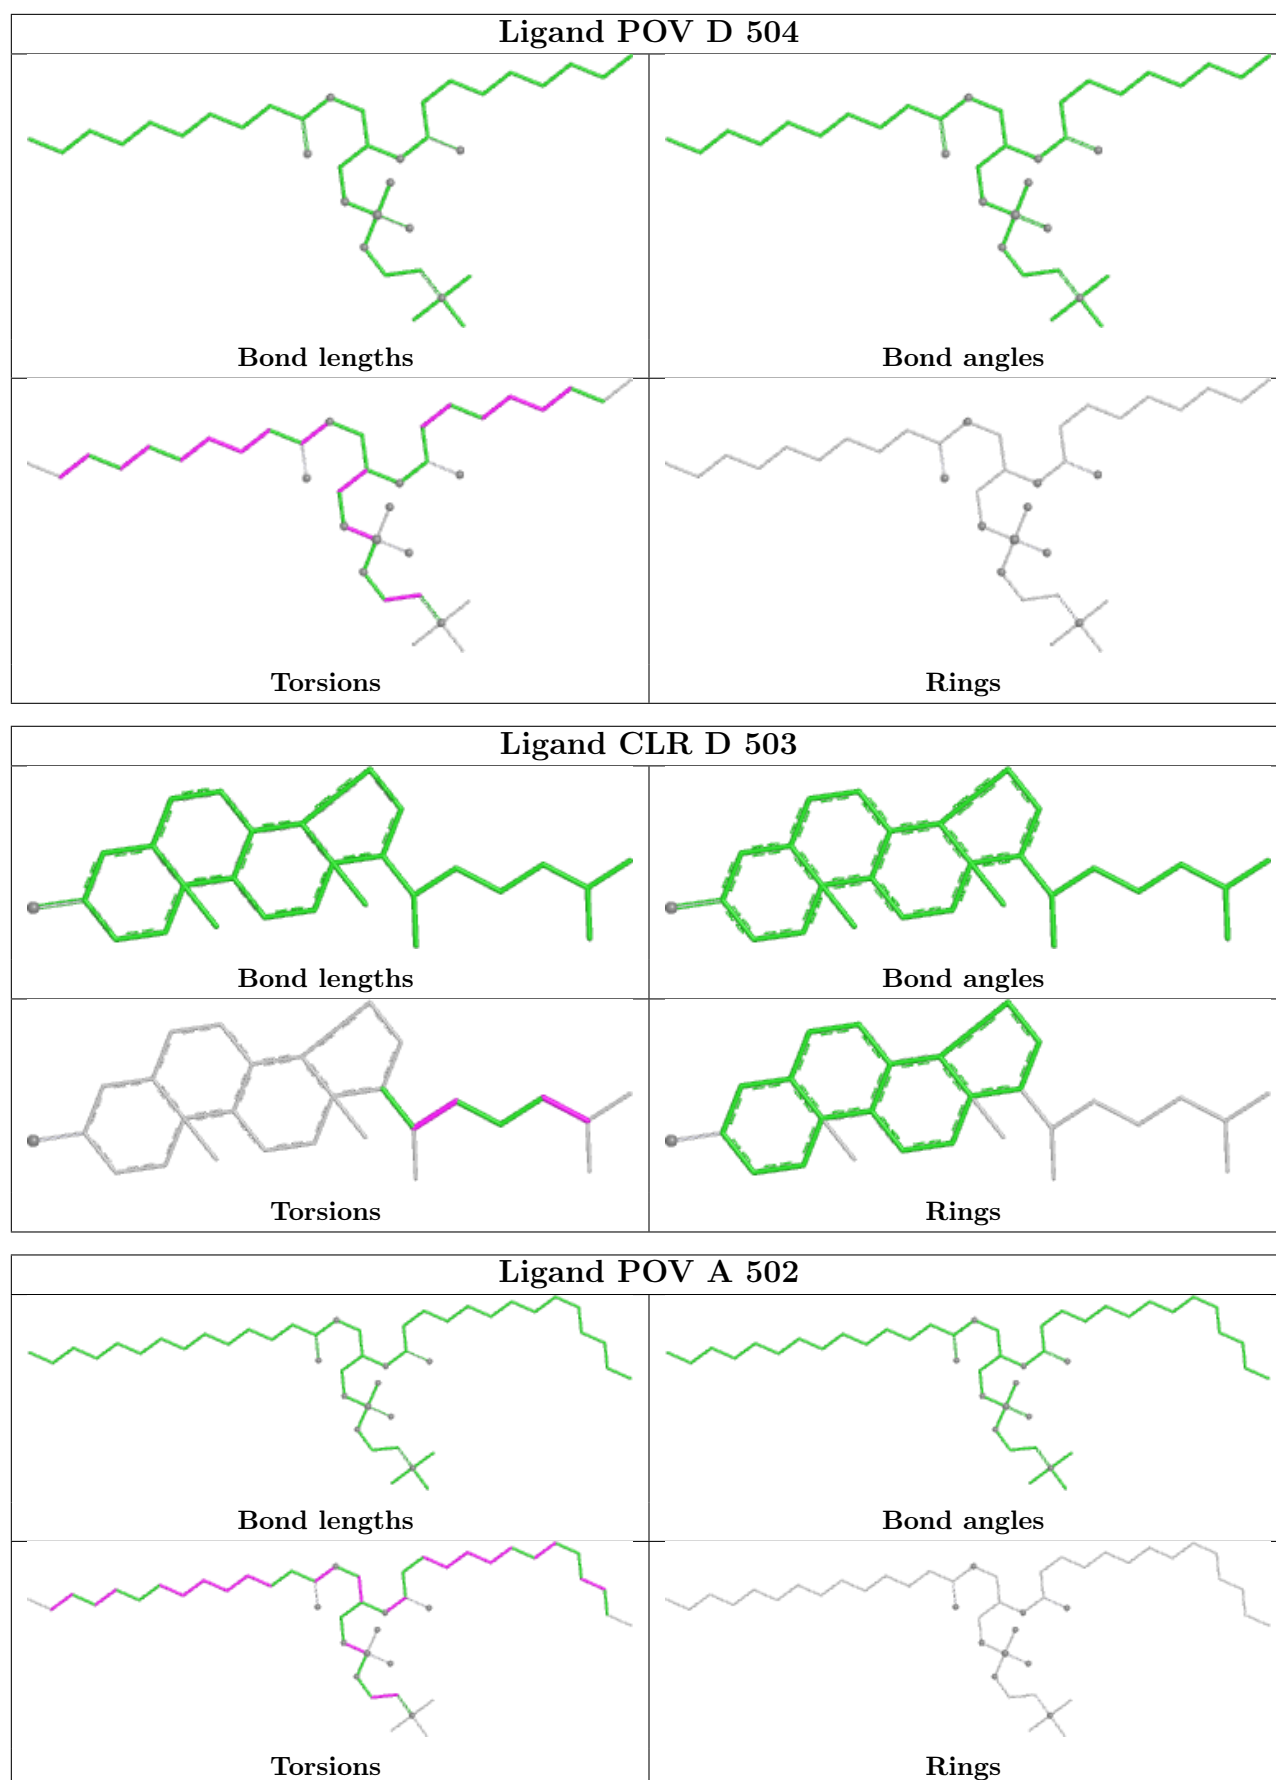 Ligand POV D 504
Bond lengths
Bond angles
Torsions
Rings
Ligand CLR D 503
Bond lengths
Bond angles
Torsions
Rings
Ligand POV A 502
Bond lengths
Bond angles
Torsions
Rings